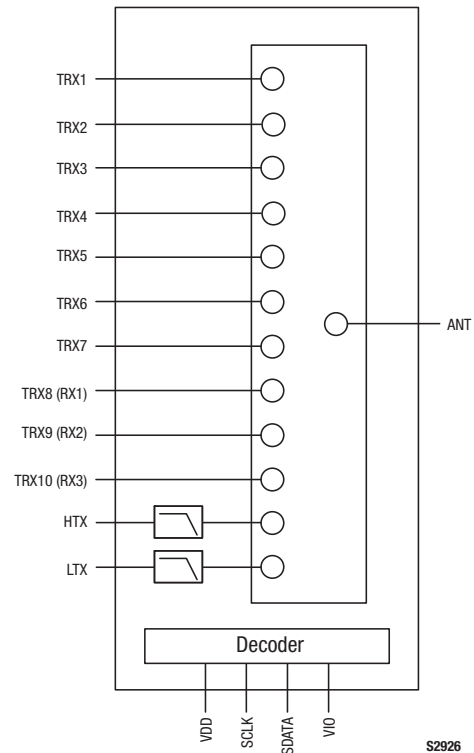 TRX1
TRX2
TRX3
TRX4
TRX5
TRX6
ANT
TRX7
TRX8 (RX1)
TRX9 (RX2)
TRX10 (RX3)
HTX
LTX
Decoder
VDD
SCLK
SDATA
VIO
S2926